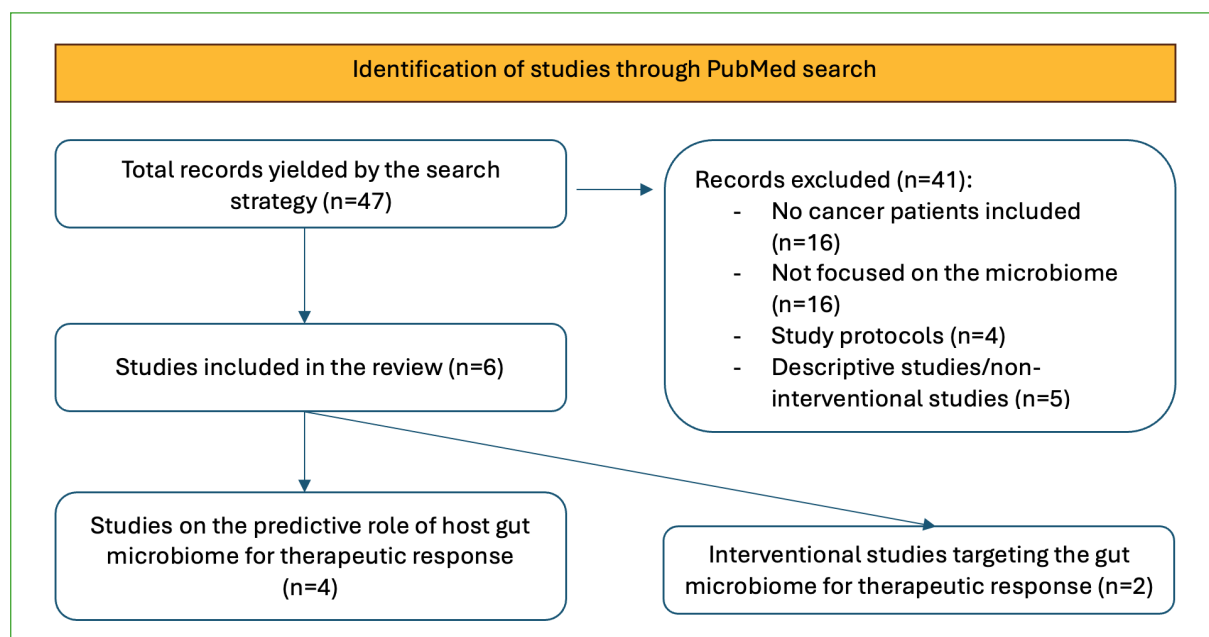 Identification of studies through PubMed search
Total records yielded by the search
strategy (n=47)
Records excluded (n=41):
- No cancer patients included
(n=16)
- Not focused on the microbiome
(n=16)
- Study protocols (n=4)
- Descriptive studies/non-
interventional studies (n=5)
Studies included in the review (n=6)
Studies on the predictive role of host gut
microbiome for therapeutic response
(n=4)
Interventional studies targeting the gut
microbiome for therapeutic response (n=2)